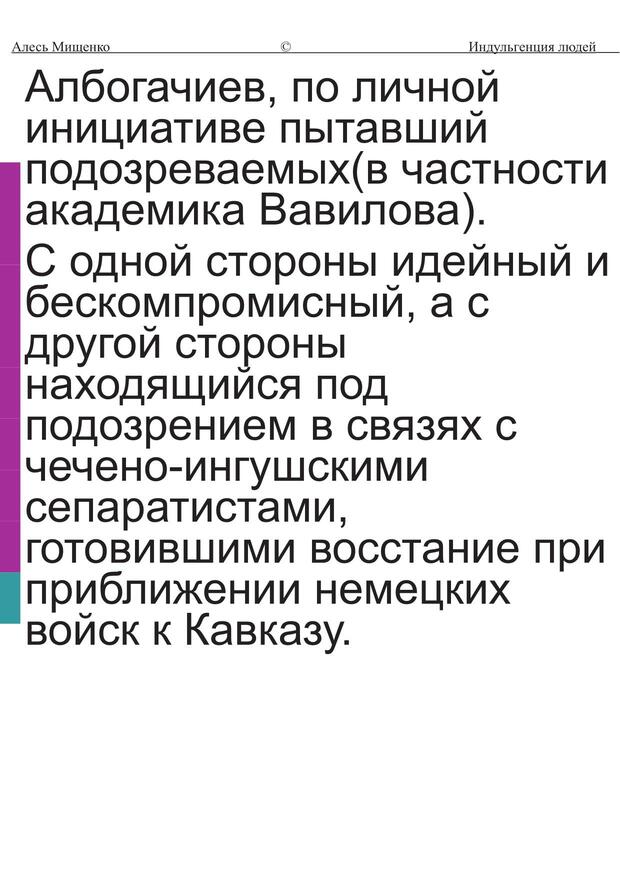 Алесь Мищенко © Индульгенция людей
Албогачиев, по личной
инициативе пытавший
подозреваемых(в частности
академика Вавилова).
С одной стороны идейный и
бескомпромисный, а с
другой стороны
находящийся под
подозрением в связях с
чечено-ингушскими
сепаратистами,
готовившими восстание при
приближении немецких
войск к Кавказу.